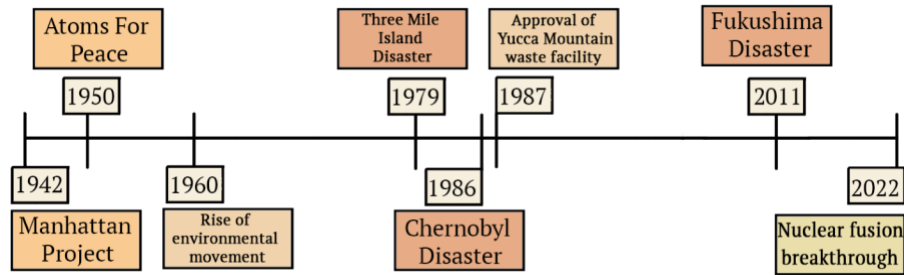 Atoms For
Peace
1950
Three Mile
Island
Disaster
1979
Approval of
Yucca Mountain
waste facility
1987
Fukushima
Disaster
2011
1942
Manhattan
Project
1960
Rise of
environmental
movement
1986
Chernobyl
Disaster
2022
Nuclear fusion
breakthrough